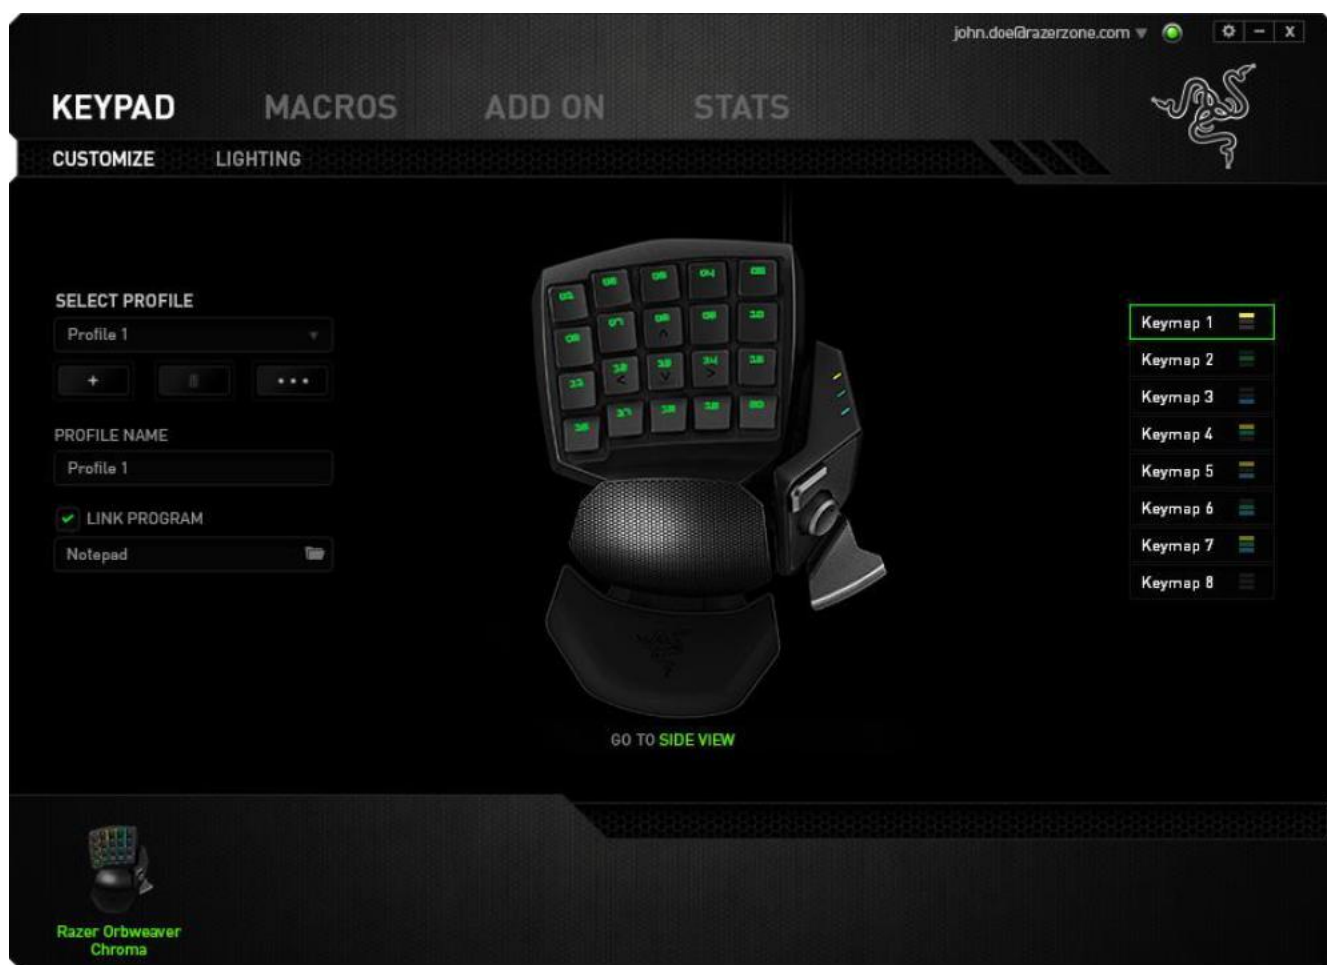 john.doe@razerzone.com
KEYPAD MACROS ADD ON STATS
CUSTOMIZE LIGHTING
SELECT PROFILE
Profile 1
PROFILE NAME
Profile 1
LINK PROGRAM
Notepad
Keymap 1
Keymap 2
Keymap 3
Keymap 4
Keymap 5
Keymap 6
Keymap 7
Keymap 8
GO TO SIDE VIEW
Razer Orbweaver
Chroma